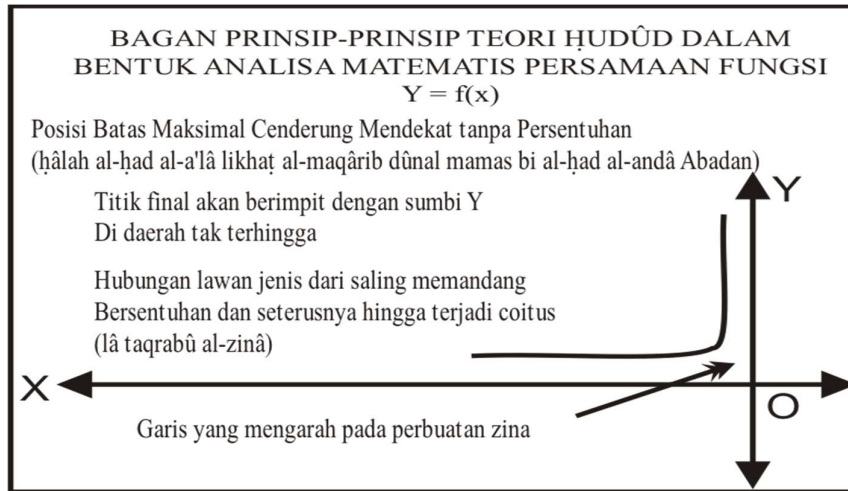 BAGAN PRINSIP-PRINSIP TEORI ḤUDÛD DALAM
BENTUK ANALISA MATEMATIS PERSAMAAN FUNGSI
Y = f(x)
Posisi Batas Maksimal Cenderung Mendekat tanpa Persentuhan
(ḥâlah al-ḥad al-a'lâ likhaṭ al-maqârib dûnal mamas bi al-ḥad al-andâ Abadan)
Y
Titik final akan berimpit dengan sumbi Y
Di daerah tak terhingga
Hubungan lawan jenis dari saling memandang
Bersentuhan dan seterusnya hingga terjadi coitus
(lâ taqrabû al-zinâ)
X
O
Garis yang mengarah pada perbuatan zina